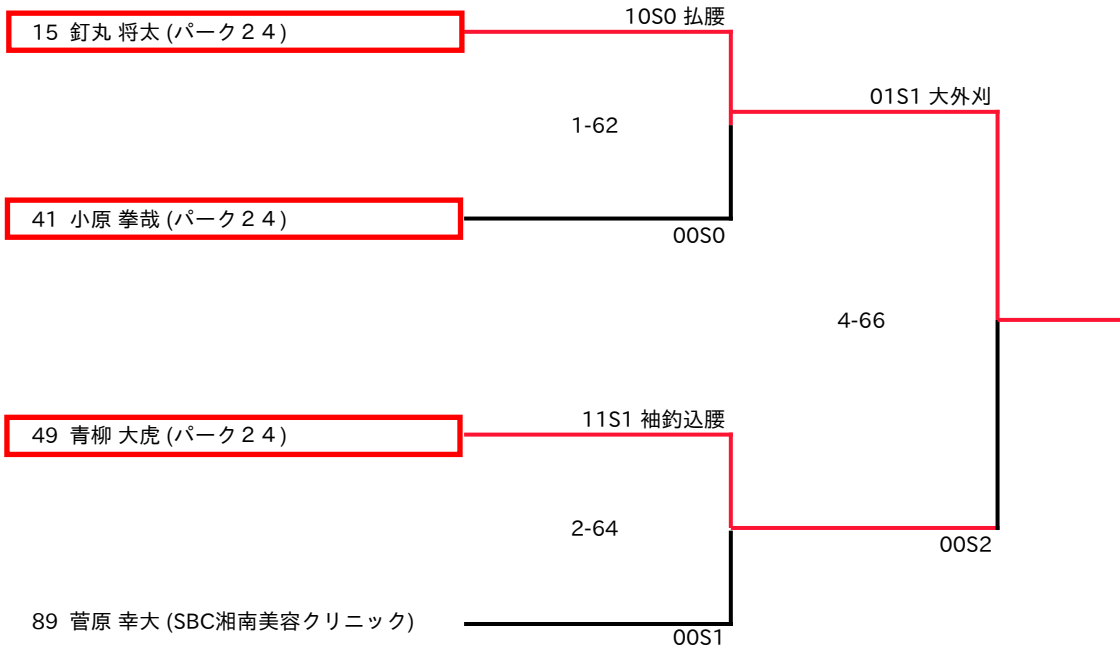 10S0 払腰
15 釘丸 将太 (パーク２４)
01S1 大外刈
1-62
41 小原 拳哉 (パーク２４)
00S0
4-66
11S1 袖釣込腰
49 青柳 大虎 (パーク２４)
2-64
00S2
89 菅原 幸大 (SBC湘南美容クリニック)
00S1